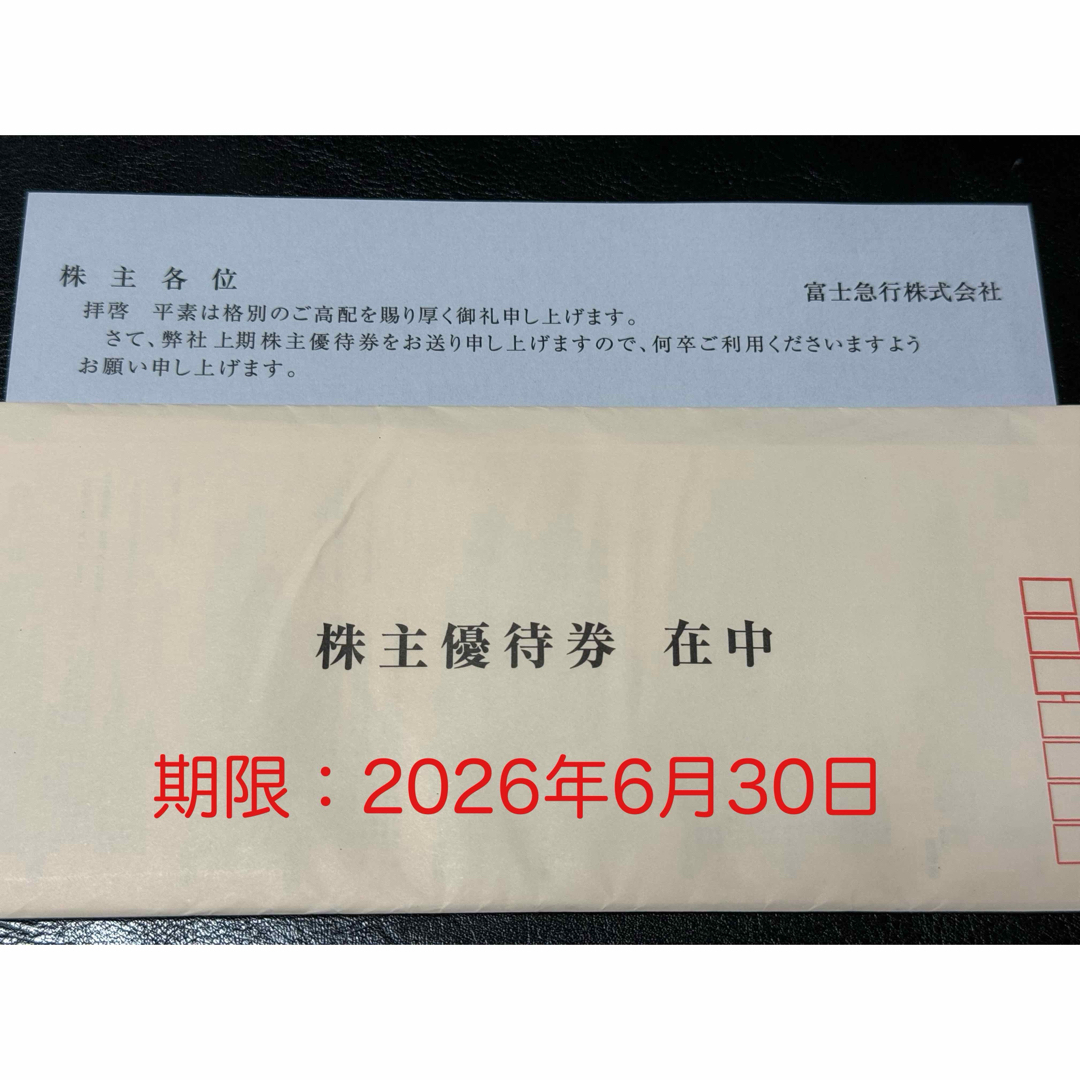 株主各位
富士急行株式会社
拝啓　平素は格別のご高配を賜り厚く御礼申し上げます。
さて、弊社上期株主優待券をお送り申し上げますので、何卒ご利用くださいますよう
お願い申し上げます。
株主優待券 在中
期限：2026年6月30日